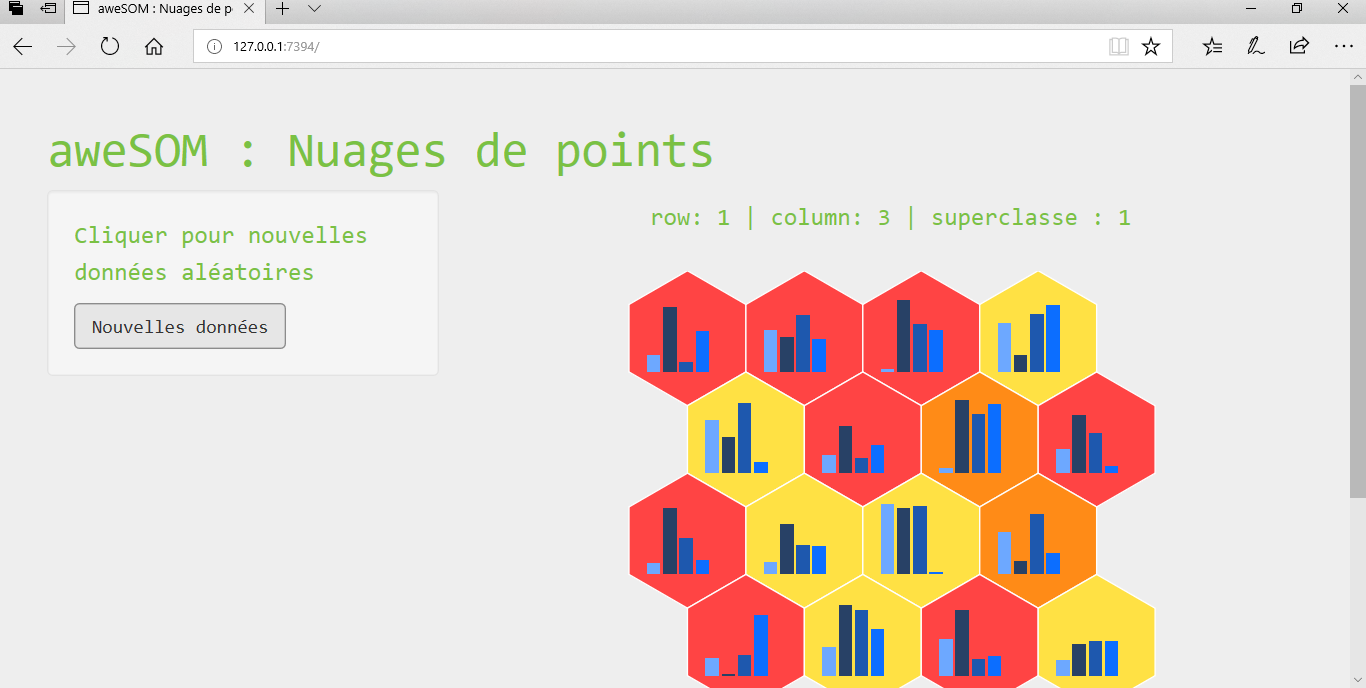 aweSOM : Nuages de p
127.0.0.1:7394/
aweSOM : Nuages de points
Cliquer pour nouvelles
données aléatoires
Nouvelles données
row: 1 | column: 3 | superclasse : 1